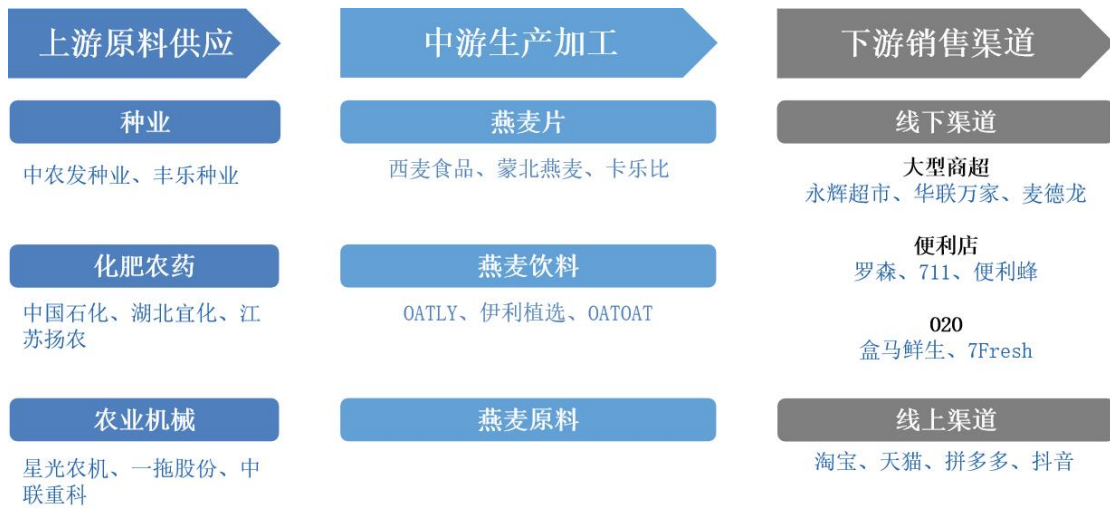 上游原料供应
种业
中农发种业、丰乐种业
化肥农药
中国石化、湖北宜化、江
苏扬农
农业机械
星光农机、一拖股份、中
联重科
中游生产加工
燕麦片
西麦食品、蒙北燕麦、卡乐比
燕麦饮料
OATLY、伊利植选、OATOAT
燕麦原料
下游销售渠道
线下渠道
大型商超
永辉超市、华联万家、麦德龙
便利店
罗森、711、便利蜂
O2O
盒马鲜生、7Fresh
线上渠道
淘宝、天猫、拼多多、抖音